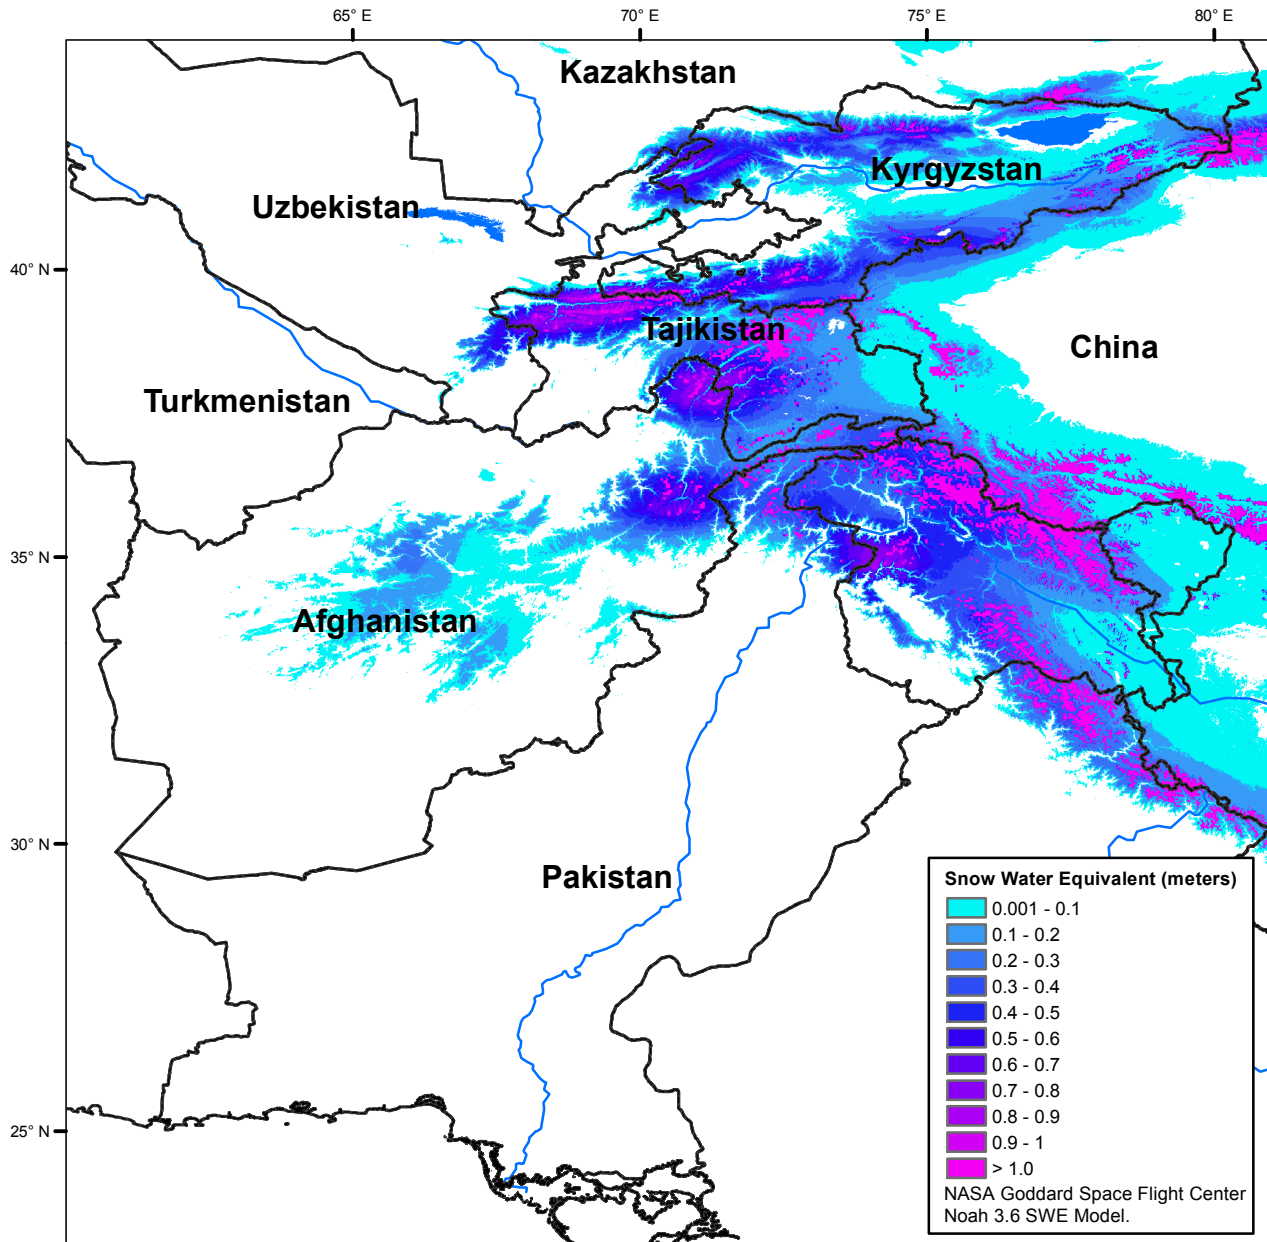 65° E
70° E
75° E
80° E
Kazakhstan
Kyrgyzstan
Uzbekistan
40° N
Tajikistan
China
Turkmenistan
35° N
Afghanistan
30° N
Pakistan
25° N
Snow Water Equivalent (meters)
0.001 - 0.1
0.1 - 0.2
0.2 - 0.3
0.3 - 0.4
0.4 - 0.5
0.5 - 0.6
0.6 - 0.7
0.7 - 0.8
0.8 - 0.9
0.9 - 1
> 1.0
NASA Goddard Space Flight Center
Noah 3.6 SWE Model.